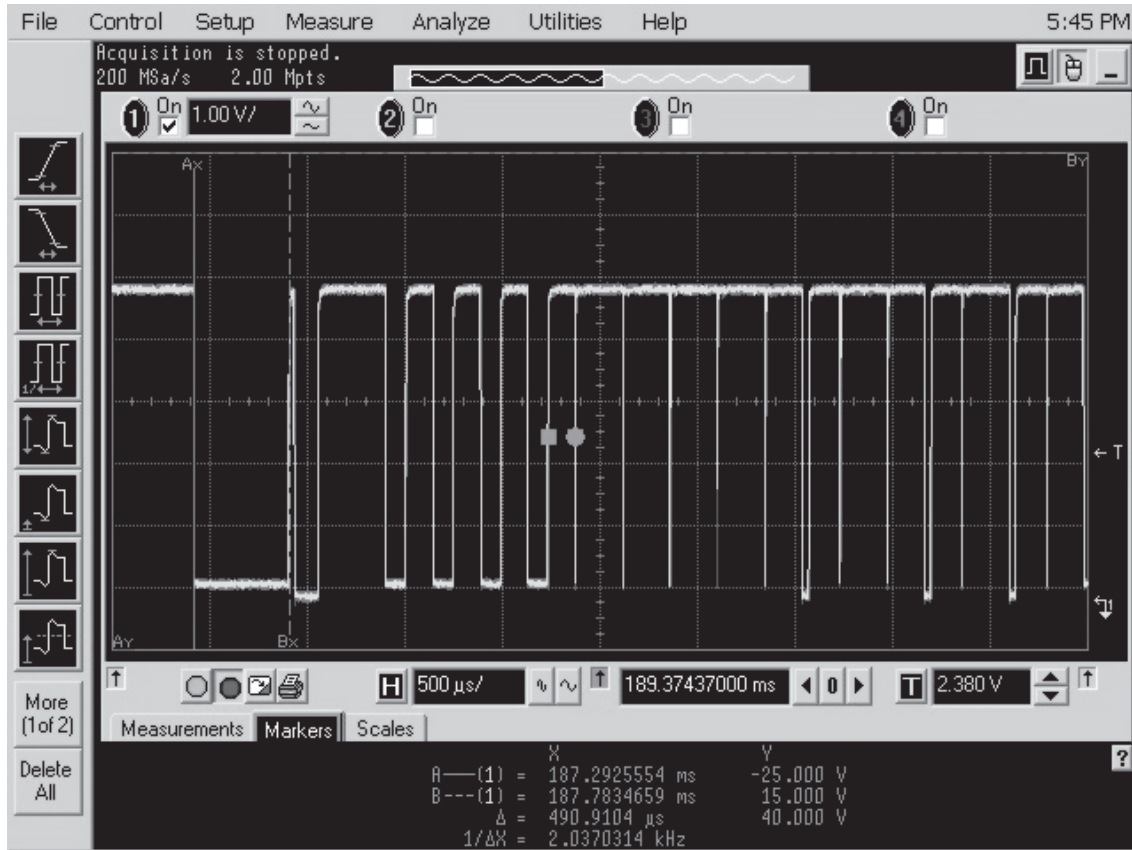 File Control Setup Measure Analyze Utilities Help 5:45 PM
Acquisition is stopped.
200 MSa/s 2.00 Mpts
1 On 1.00 V/ 2 On 3 On 4 On
Ax By
Ay Bx
T
H 500 µs/ 189.37437000 ms 0 T 2.380 V
More
(1of 2)
Delete
All
Measurements Markers Scales
X Y
A——(1) = 187.2925554 ms -25.000 V
B---(1) = 187.7834659 ms 15.000 V
Δ = 490.9104 µs 40.000 V
1/ΔX = 2.0370314 kHz
?